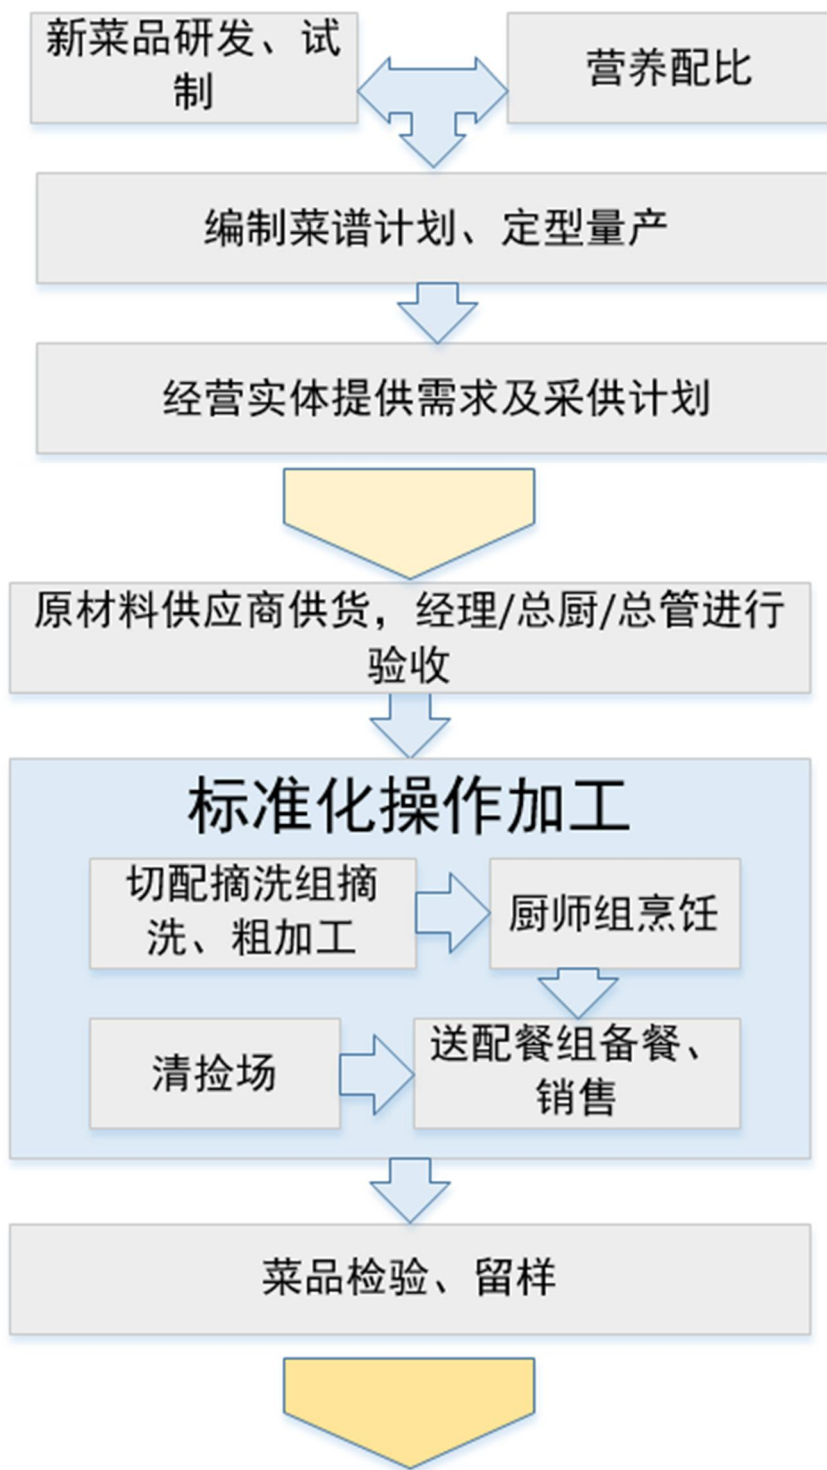 新菜品研发、试
制
营养配比
编制菜谱计划、定型量产
经营实体提供需求及采供计划
原材料供应商供货，经理/总厨/总管进行
验收
标准化操作加工
切配摘洗组摘
洗、粗加工
厨师组烹饪
清捡场
送配餐组备餐、
销售
菜品检验、留样